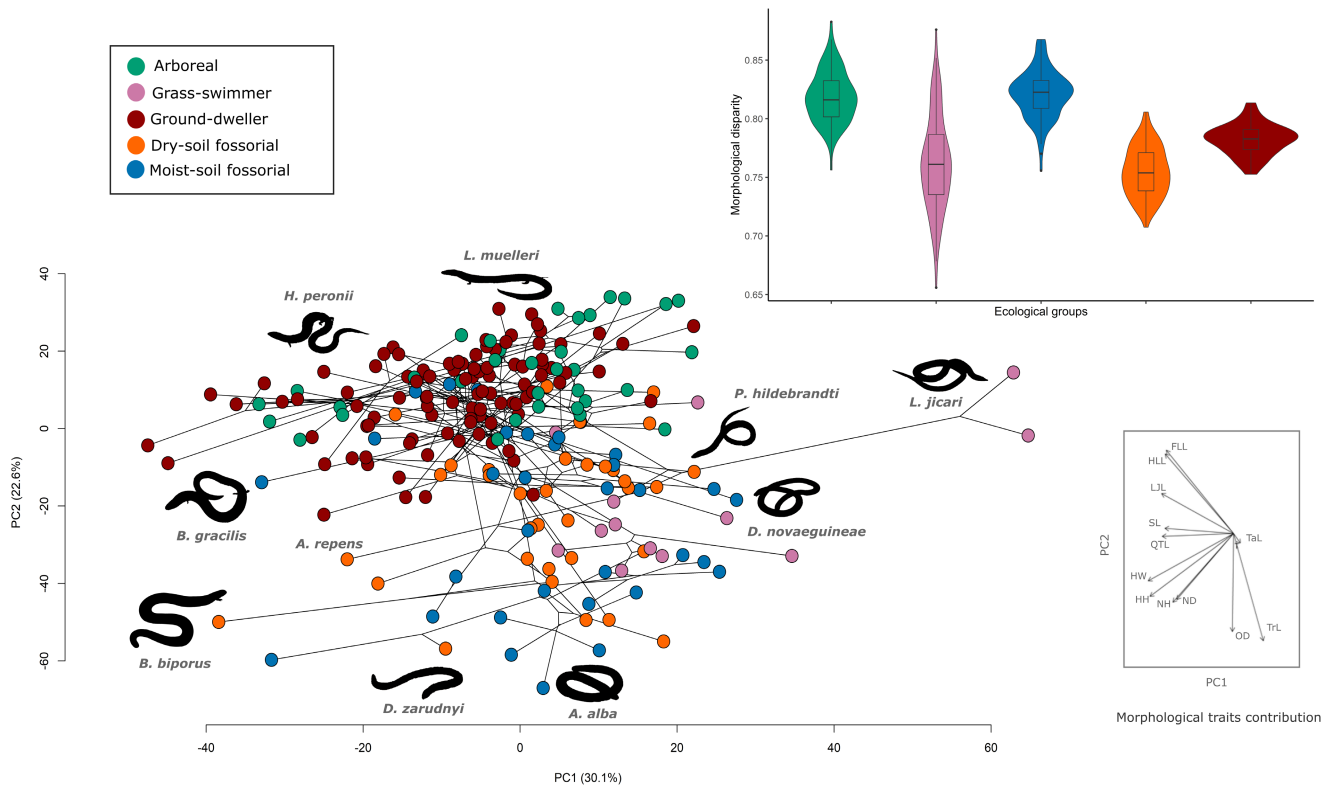 Arboreal
Grass-swimmer
Ground-dweller
Dry-soil fossorial
Moist-soil fossorial
Morphological disparity
0.85
0.80
0.75
0.70
0.65
Ecological groups
L. muelleri
H. peronii
P. hildebrandti
L. jicari
B. gracilis
A. repens
D. novaeguineae
B. biporus
D. zarudnyi
A. alba
PC2 (22.6%)
40
20
0
-20
-40
-60
-40
-20
0
20
40
60
PC1 (30.1%)
FLL
HLL
LJL
SL
QTL
TaL
HW
HH
NH
ND
OD
TrL
PC2
PC1
Morphological traits contribution